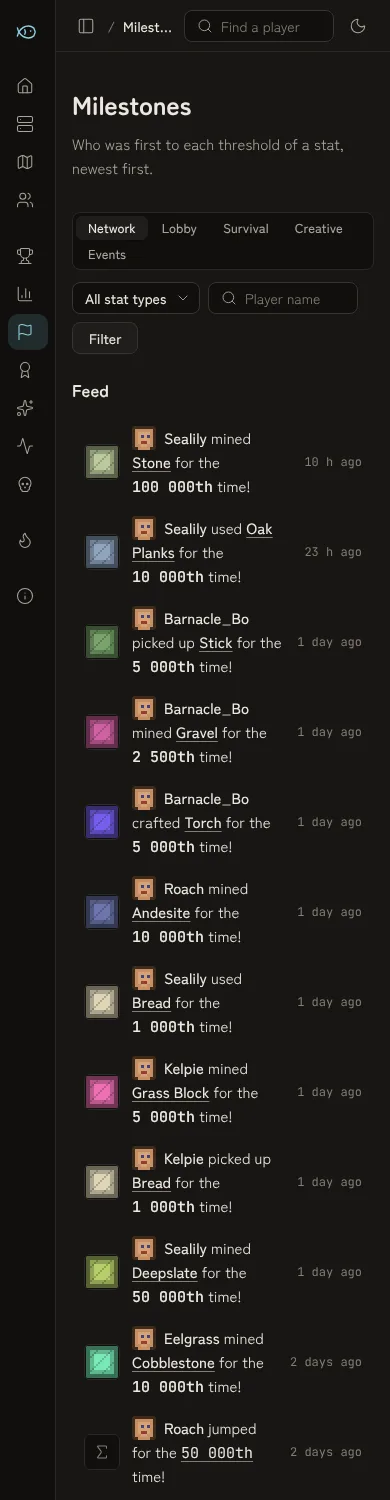 / Milest... Find a player
Milestones
Who was first to each threshold of a stat,
newest first.
Network Lobby Survival Creative
Events
All stat types Player name
Filter
Feed
Sealily mined
Stone for the 10 h ago
100 000th time!
Sealily used Oak
Planks for the 23 h ago
10 000th time!
Barnacle_Bo
picked up Stick for the 1 day ago
5 000th time!
Barnacle_Bo
mined Gravel for the 1 day ago
2 500th time!
Barnacle_Bo
crafted Torch for the 1 day ago
5 000th time!
Roach mined
Andesite for the 1 day ago
10 000th time!
Sealily used
Bread for the 1 day ago
1 000th time!
Kelpie mined
Grass Block for the 1 day ago
5 000th time!
Kelpie picked up
Bread for the 1 day ago
1 000th time!
Sealily mined
Deepslate for the 1 day ago
50 000th time!
Eelgrass mined
Cobblestone for the 2 days ago
10 000th time!
Roach jumped
Σ for the 50 000th 2 days ago
time!